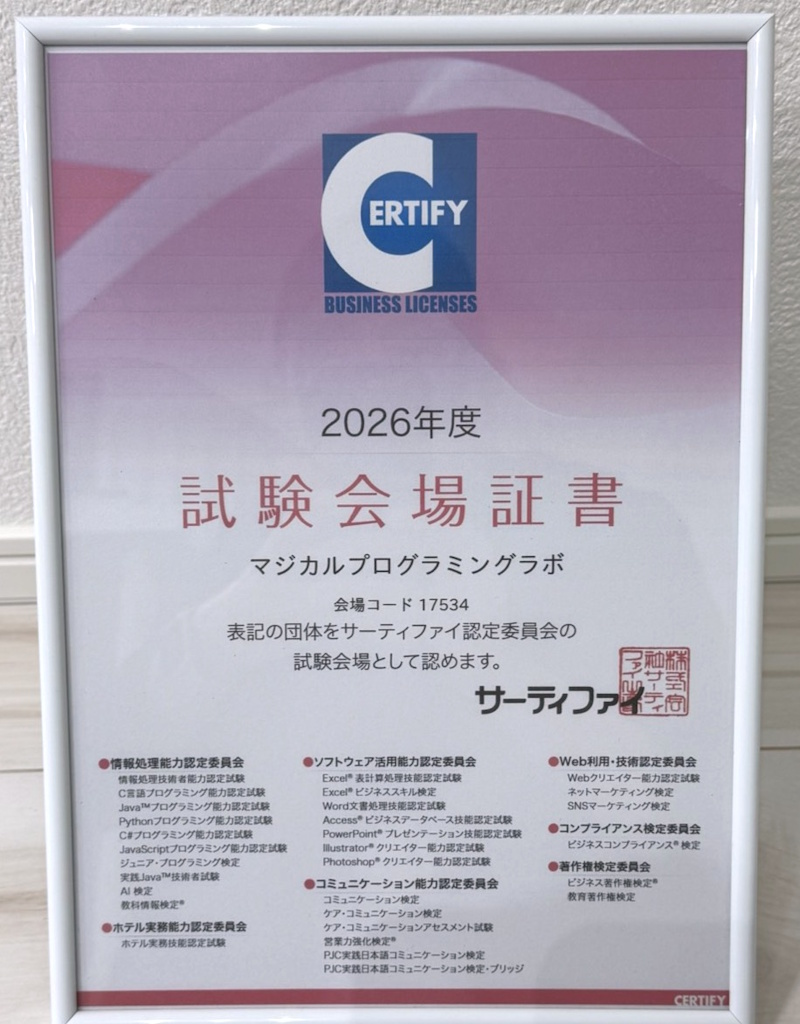 CERTIFY
BUSINESS LICENSES
2026年度
試験会場証書
マジカルプログラミングラボ
会場コード 17534
表記の団体をサーティファイ認定委員会の
試験会場として認めます。
サーティファイ
●情報処理能力認定委員会
情報処理技術者能力認定試験
C言語プログラミング能力認定試験
Java™プログラミング能力認定試験
Pythonプログラミング能力認定試験
C#プログラミング能力認定試験
JavaScriptプログラミング能力認定試験
ジュニア・プログラミング検定
実践Java™技術者試験
AI 検定
教科情報検定®
●ホテル実務能力認定委員会
ホテル実務技能認定試験
●ソフトウェア活用能力認定委員会
Excel® 表計算処理技能認定試験
Excel® ビジネススキル検定
Word文書処理技能認定試験
Access® ビジネスデータベース技能認定試験
PowerPoint® プレゼンテーション技能認定試験
Illustrator® クリエイター能力認定試験
Photoshop® クリエイター能力認定試験
●コミュニケーション能力認定委員会
コミュニケーション検定
ケア・コミュニケーション検定
ケア・コミュニケーションアセスメント試験
営業力強化検定®
PJC実践日本語コミュニケーション検定
PJC実践日本語コミュニケーション検定・ブリッジ
●Web利用・技術認定委員会
Webクリエイター能力認定試験
ネットマーケティング検定
SNSマーケティング検定
●コンプライアンス検定委員会
ビジネスコンプライアンス® 検定
●著作権検定委員会
ビジネス著作権検定®
教育著作権検定
CERTIFY